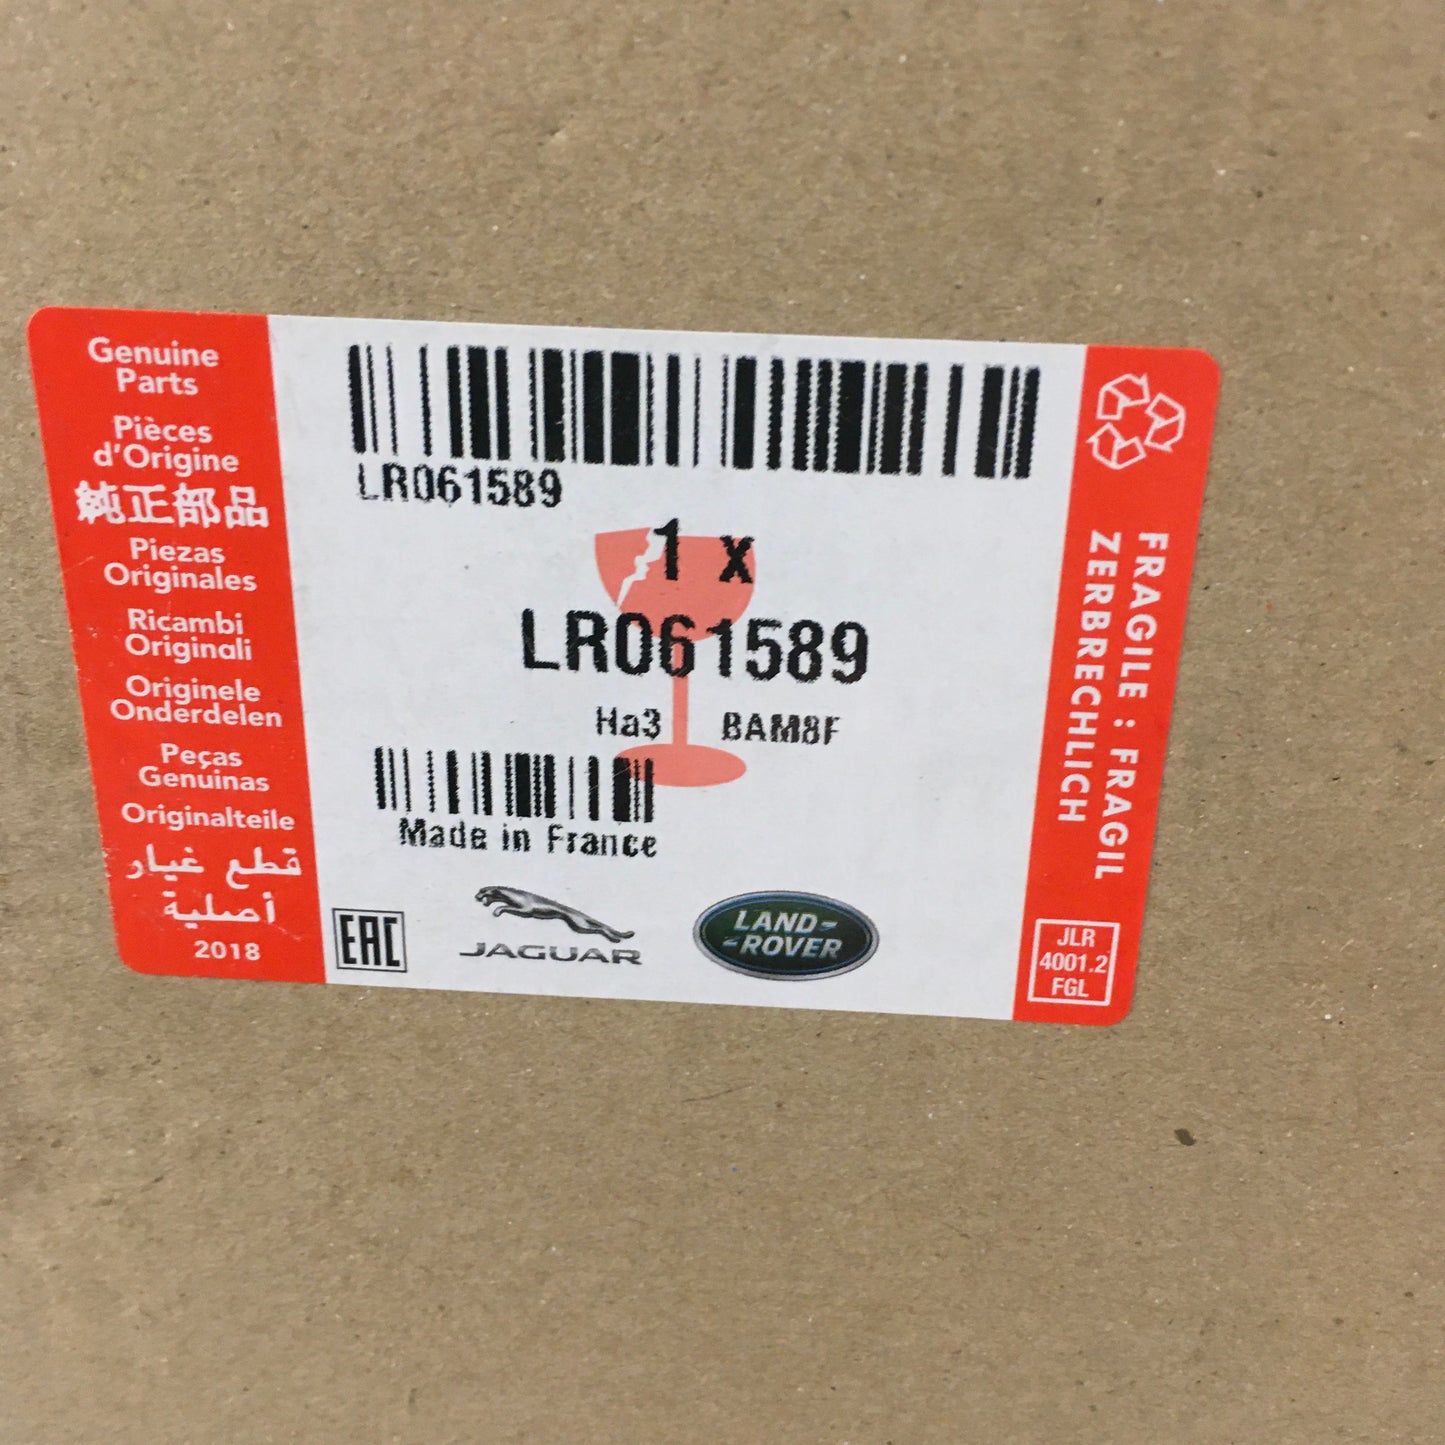 Genuine
Parts
Pièces
d'Origine
純正部品
Piezas
Originales
Ricambi
Originali
Originele
Onderdelen
Peças
Genuinas
Originalteile
قطع غيار
أصلية
2018
LR061589
1 x
LR061589
Ha3 BAM8F
Made in France
EAC
JAGUAR
LAND-
-ROVER
FRAGILE : FRAGIL
ZERBRECHLICH
JLR
4001.2
FGL